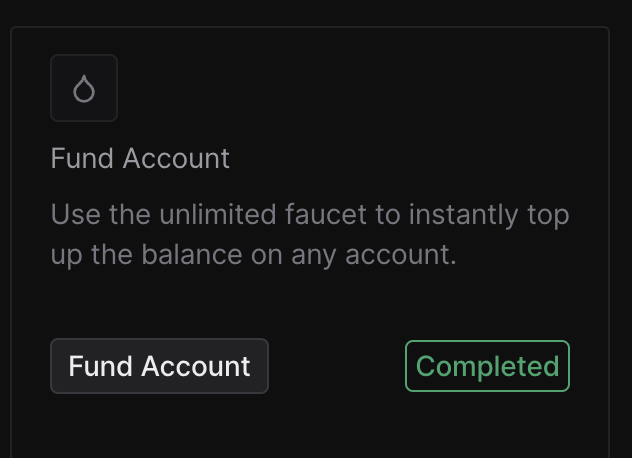 Fund Account
Use the unlimited faucet to instantly top
up the balance on any account.
Fund Account
Completed